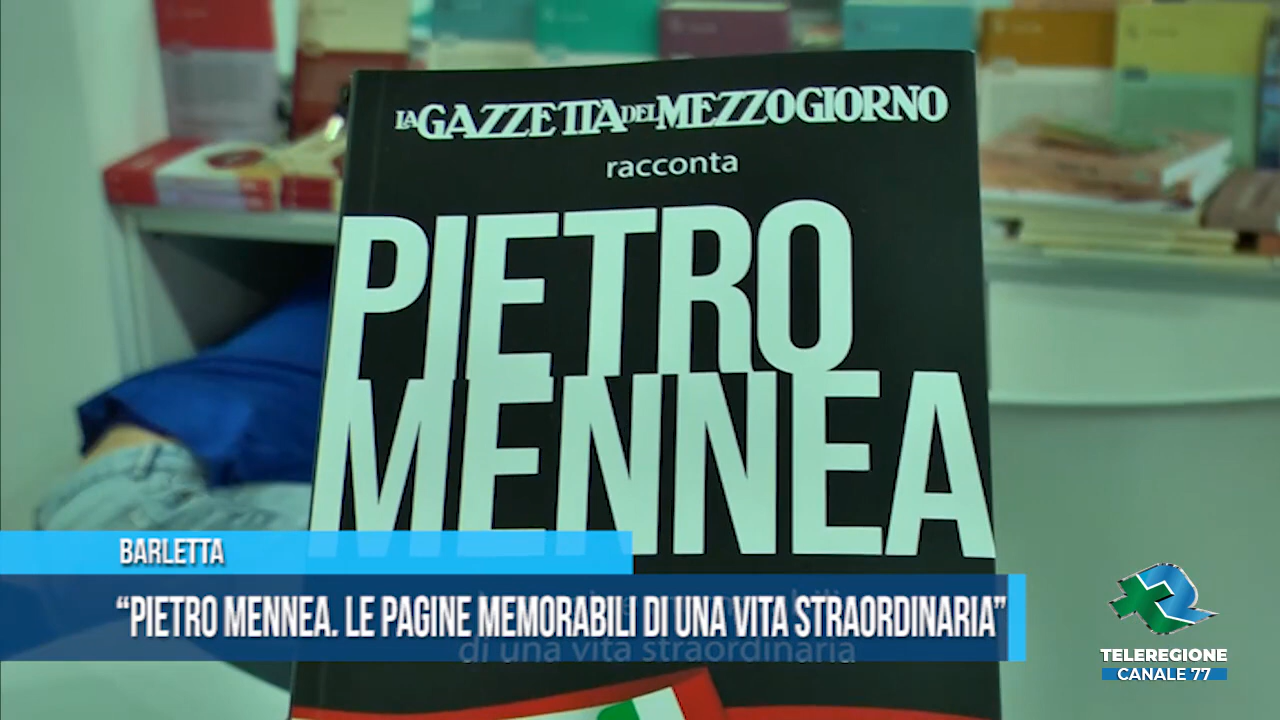 LA GAZZETTA DEL MEZZOGIORNO
racconta
PIETRO
MENNEA
di una vita straordinaria
BARLETTA
“PIETRO MENNEA. LE PAGINE MEMORABILI DI UNA VITA STRAORDINARIA”
TELEREGIONE
CANALE 77